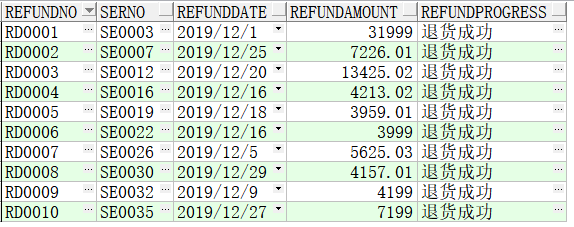 REFUNDNO SERNO REFUNDDATE REFUNDAMOUNT REFUNDPROGRESS
RD0001 SE0003 2019/12/1 31999 退货成功
RD0002 SE0007 2019/12/25 7226.01 退货成功
RD0003 SE0012 2019/12/20 13425.02 退货成功
RD0004 SE0016 2019/12/16 4213.02 退货成功
RD0005 SE0019 2019/12/18 3959.01 退货成功
RD0006 SE0022 2019/12/16 3999 退货成功
RD0007 SE0026 2019/12/5 5625.03 退货成功
RD0008 SE0030 2019/12/29 4157.01 退货成功
RD0009 SE0032 2019/12/9 4199 退货成功
RD0010 SE0035 2019/12/27 7199 退货成功